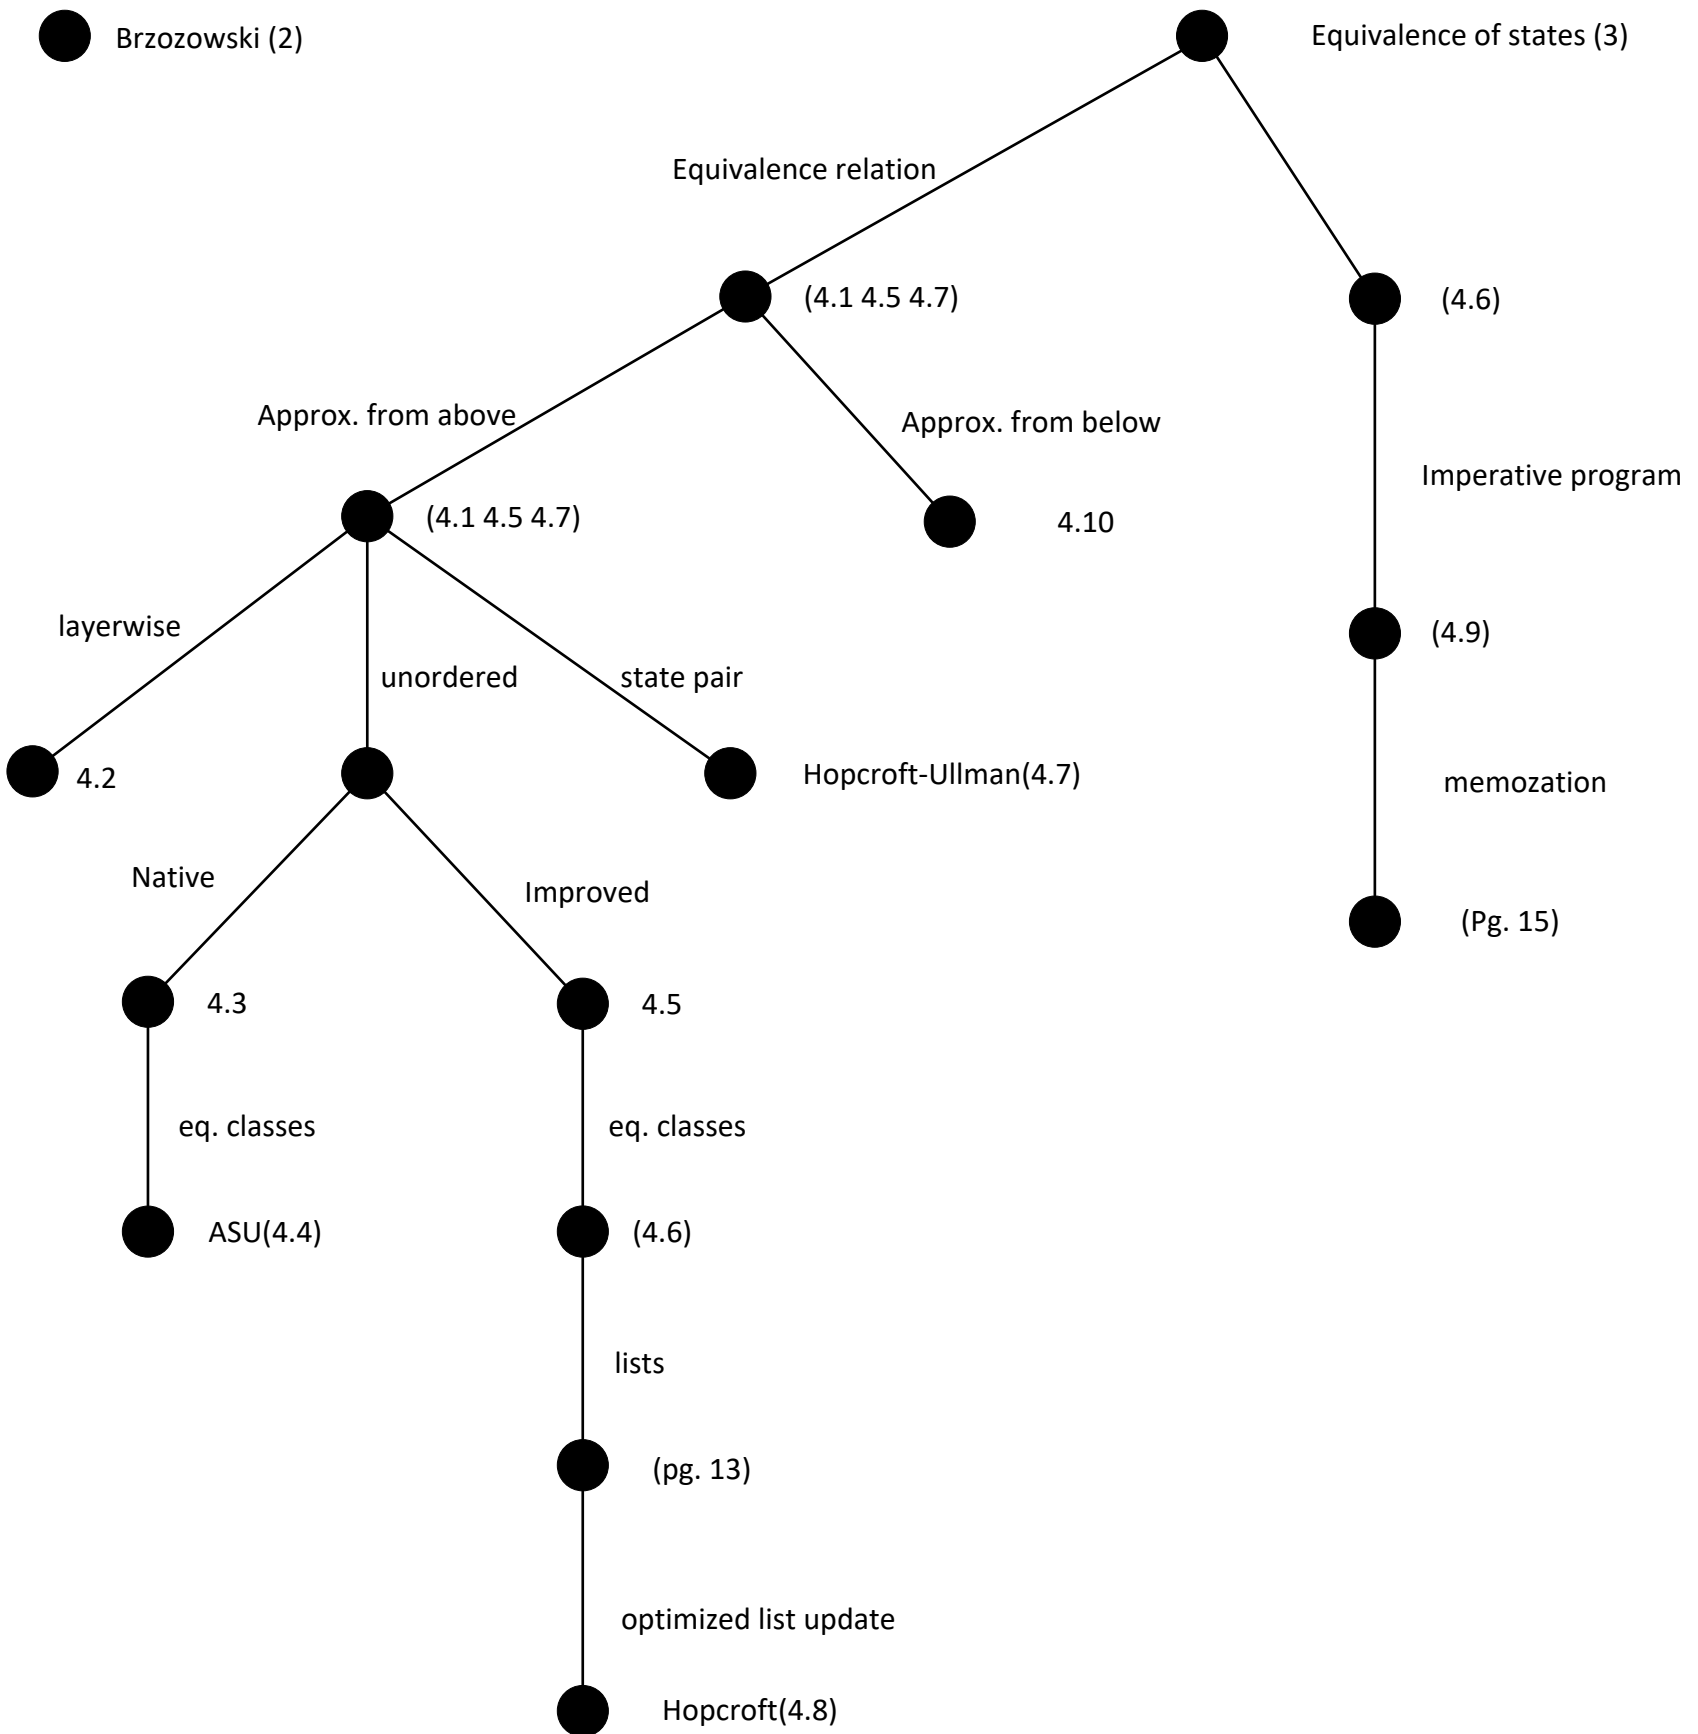 Brzozowski (2)
Equivalence of states (3)
Equivalence relation
(4.1 4.5 4.7)
(4.6)
Approx. from above
Approx. from below
Imperative program
(4.1 4.5 4.7)
4.10
layerwise
(4.9)
unordered
state pair
4.2
Hopcroft-Ullman(4.7)
memozation
Native
Improved
(Pg. 15)
4.3
4.5
eq. classes
eq. classes
ASU(4.4)
(4.6)
lists
(pg. 13)
optimized list update
Hopcroft(4.8)